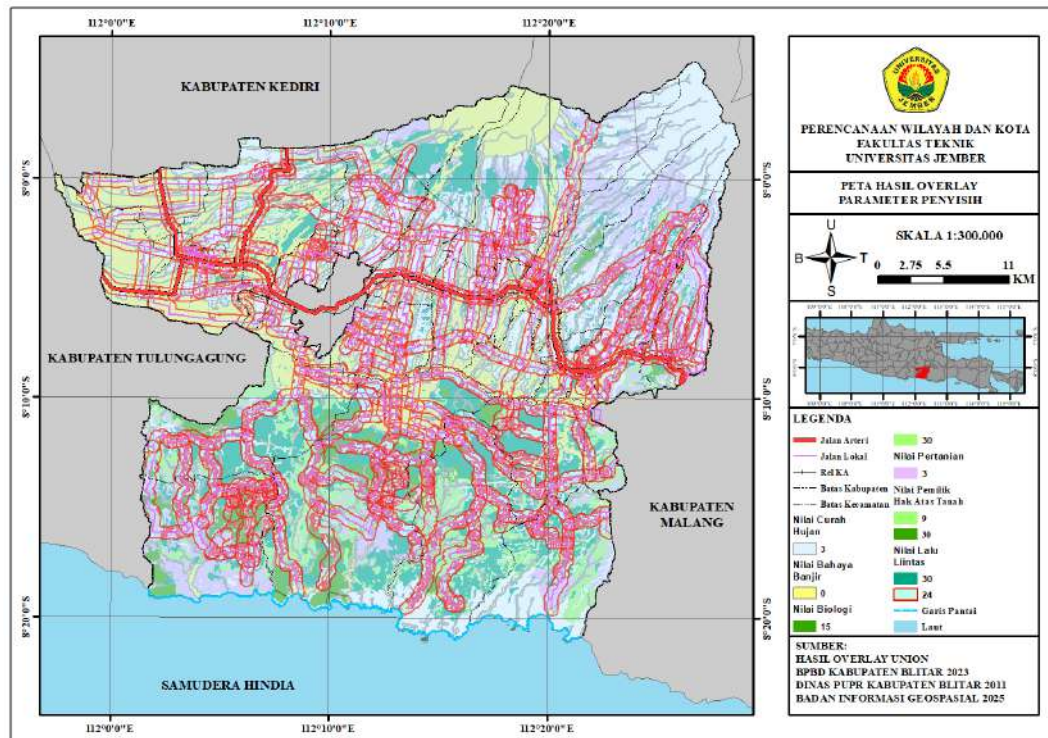 112°0'0"E
112°10'0"E
112°20'0"E
KABUPATEN KEDIRI
8°0'0"S
8°0'0"S
KABUPATEN TULUNGAGUNG
8°10'0"S
8°10'0"S
KABUPATEN
MALANG
8°20'0"S
8°20'0"S
SAMUDERA HINDIA
112°0'0"E
112°10'0"E
112°20'0"E
UNIVERSITAS
JEMBER
PERENCANAAN WILAYAH DAN KOTA
FAKULTAS TEKNIK
UNIVERSITAS JEMBER
PETA HASIL OVERLAY
PARAMETER PENYISIH
U
B
T
S
SKALA 1:300.000
0 2.75 5.5 11
KM
LEGENDA
Jalan Arteri
Jalan Lokal
Rel KA
Batas Kabupaten
Batas Kecamatan
Nilai Curah
Hujan
3
Nilai Bahaya
Banjir
0
Nilai Biologi
15
30
Nilai Pertanian
3
Nilai Pemilik
Hak Atas Tanah
9
30
Nilai Lalu
Liintas
30
24
Garis Pantai
Laut
SUMBER:
HASIL OVERLAY UNION
BPBD KABUPATEN BLITAR 2023
DINAS PUPR KABUPATEN BLITAR 2011
BADAN INFORMASI GEOSPASIAL 2025